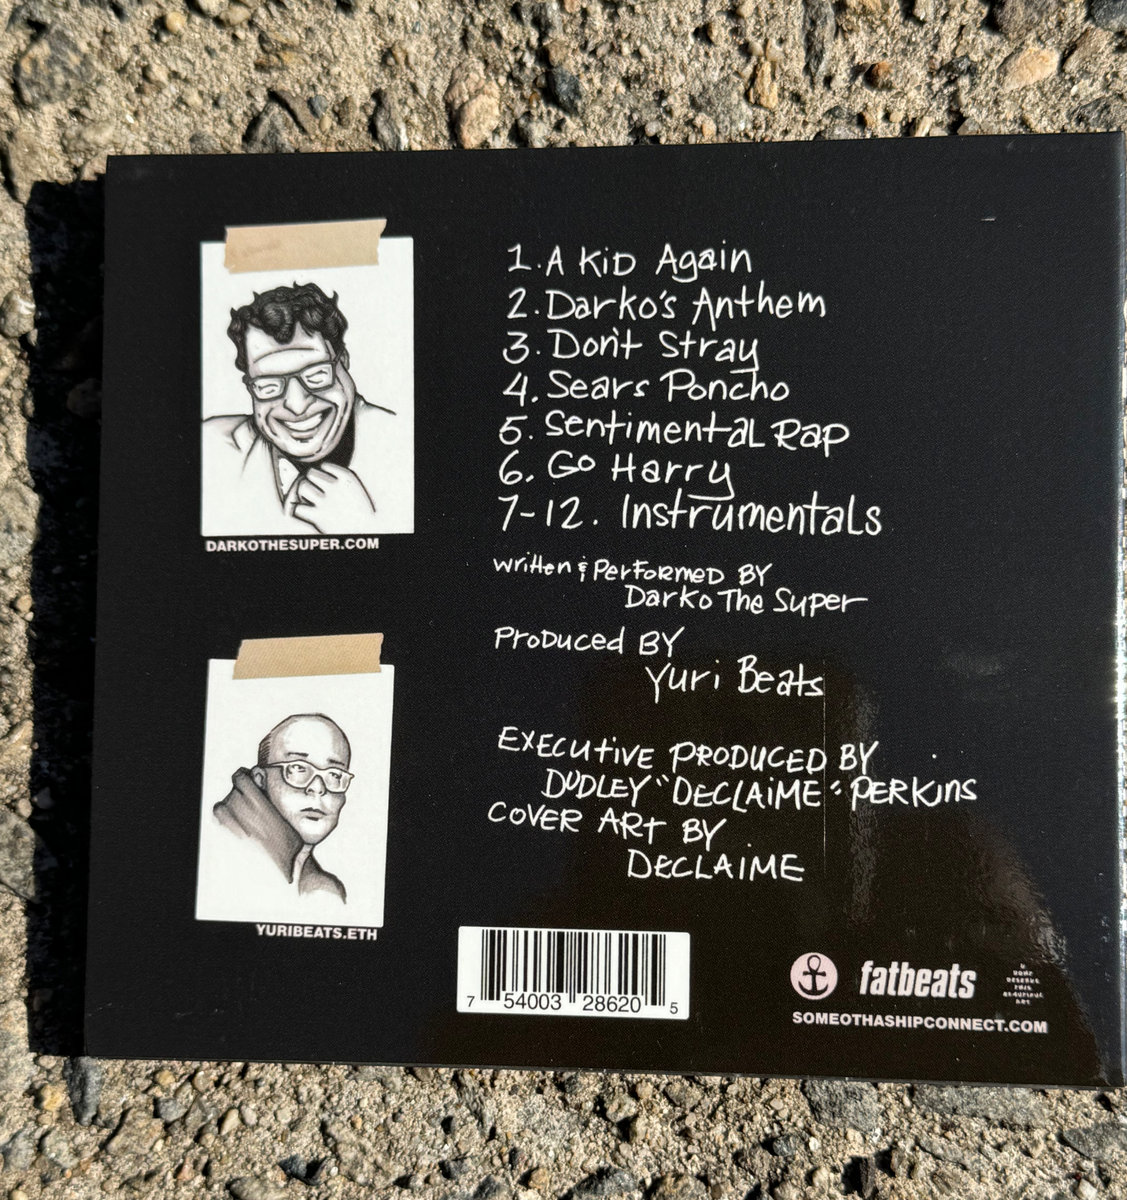 1. A KiD Again
2. Darko's Anthem
3. Don't Stray
4. Sears Poncho
5. SentimentaL Rap
6. Go Harry
7-12. InstrumentaLs
written & PerFoRmeD BY
Darko The Super
ProDuced BY
Yuri Beats
EXECUtiVE PRODUCED BY
DUDLEY "DECLAiME" PERKiNS
COVER ARt BY
DECLAiME
DARKOTHESUPER.COM
YURIBEATS.ETH
7 54003 28620 5
fatbeats
SOMEOTHASHIPCONNECT.COM